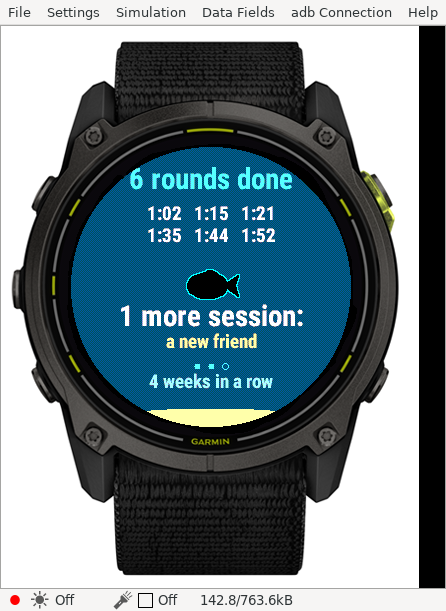 File Settings Simulation Data Fields adb Connection Help
6 rounds done
1:02 1:15 1:21
1:35 1:44 1:52
1 more session:
a new friend
4 weeks in a row
GARMIN
Off Off 142.8/763.6kB